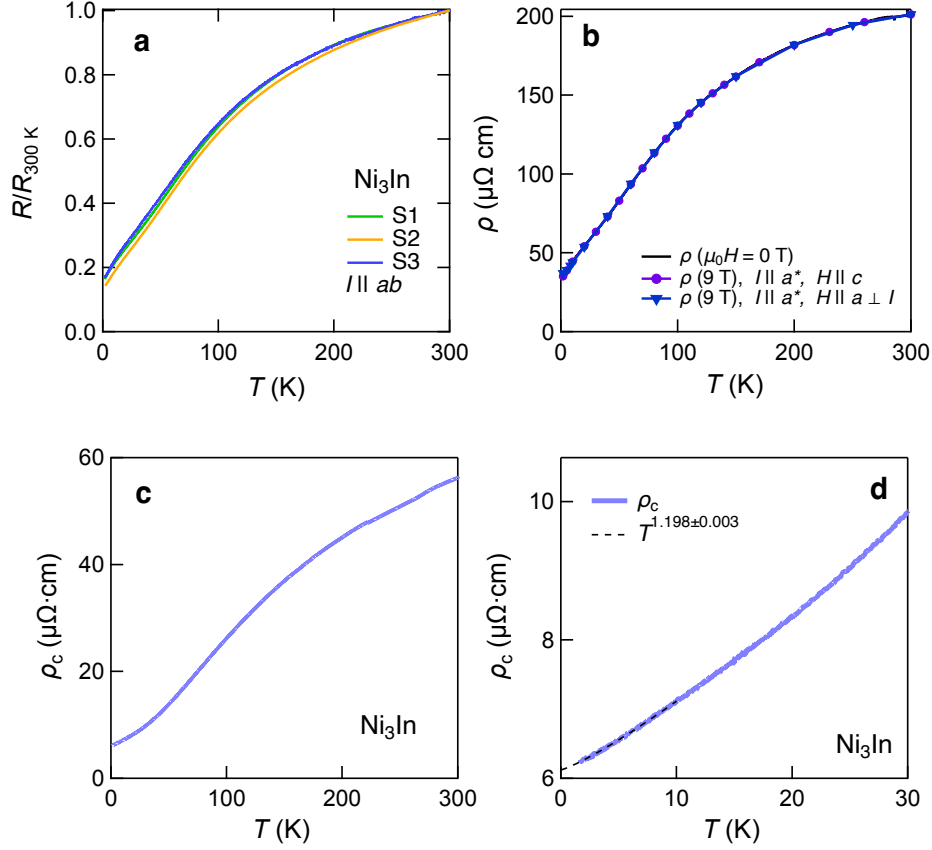 a
R/R300 K
1.0
0.8
0.6
0.4
0.2
0.0
Ni3In
S1
S2
S3
I || ab
0
100
200
300
T (K)
b
ρ (μΩ cm)
200
150
100
50
0
ρ (μ0H = 0 T)
ρ (9 T), I || a*, H || c
ρ (9 T), I || a*, H || a ⊥ I
0
100
200
300
T (K)
c
ρc (μΩ·cm)
60
40
20
0
Ni3In
0
100
200
300
T (K)
d
ρc (μΩ·cm)
10
8
6
ρc
T1.198±0.003
Ni3In
0
10
20
30
T (K)